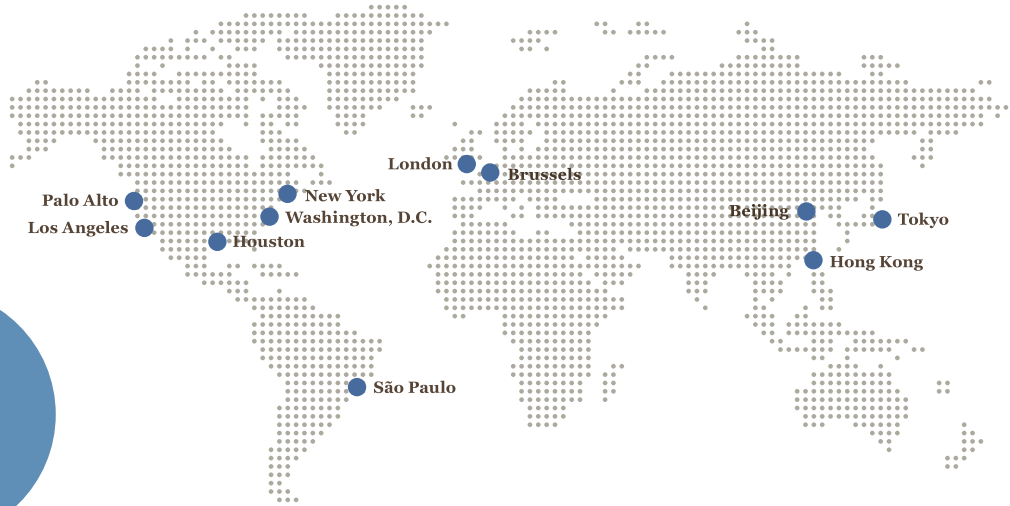 London
Brussels
Palo Alto
New York
Beijing
Washington, D.C.
Tokyo
Los Angeles
Houston
Hong Kong
São Paulo